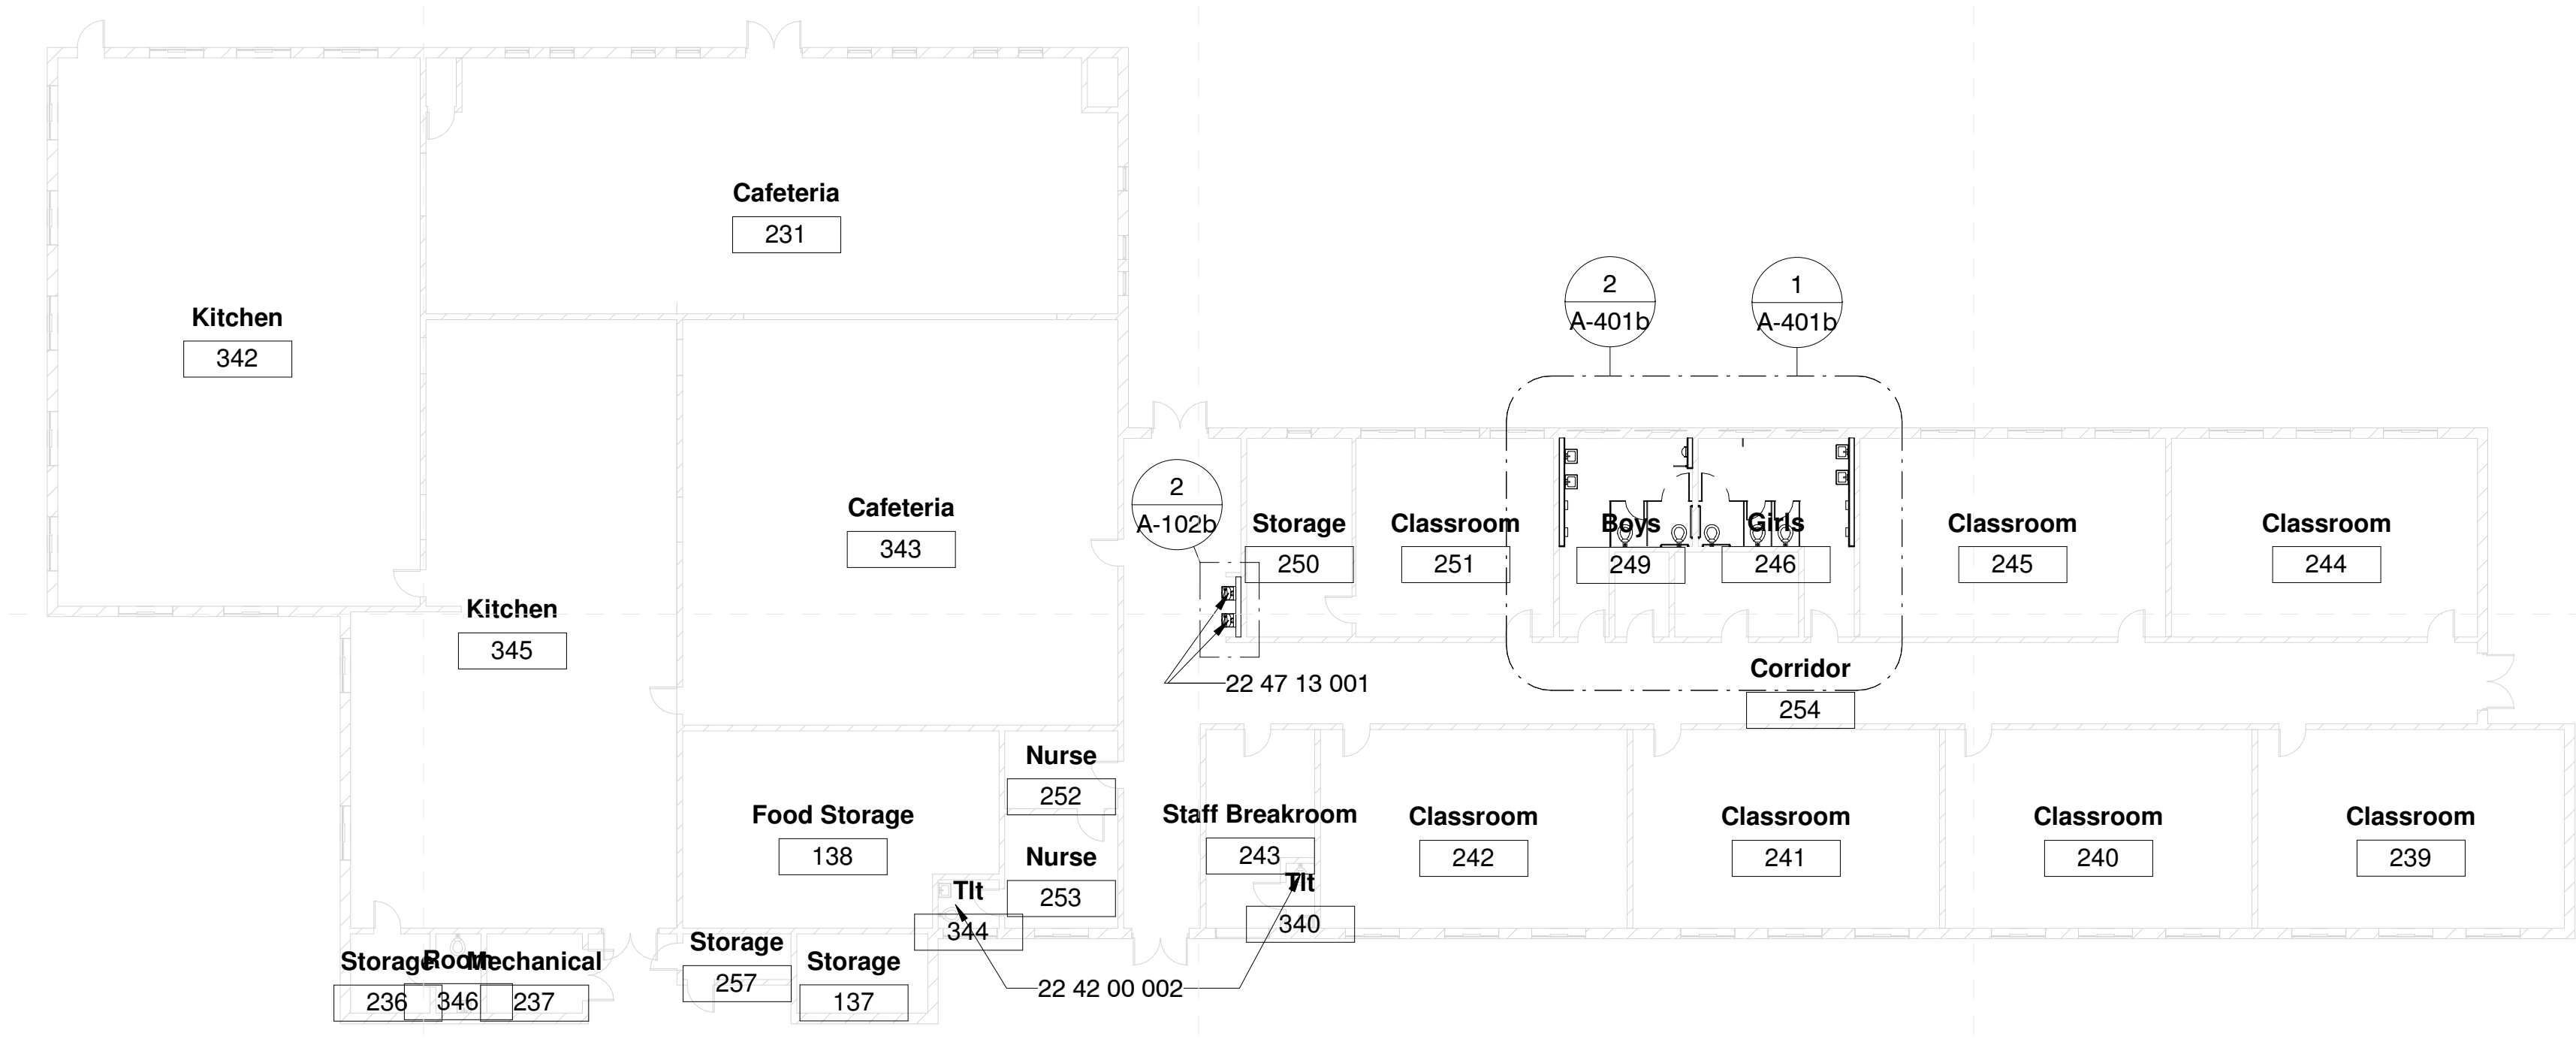 Cafeteria
231
Kitchen
342
2
A-401b
1
A-401b
Cafeteria
343
2
A-102b
Storage
250
Classroom
251
Boys
249
Girls
246
Classroom
245
Classroom
244
Kitchen
345
22 47 13 001
Corridor
254
Nurse
252
Food Storage
138
Nurse
253
Staff Breakroom
243
Classroom
242
Classroom
241
Classroom
240
Classroom
239
Tlt
344
Tlt
340
Storage
236
Room
346
Mechanical
237
Storage
257
Storage
137
22 42 00 002